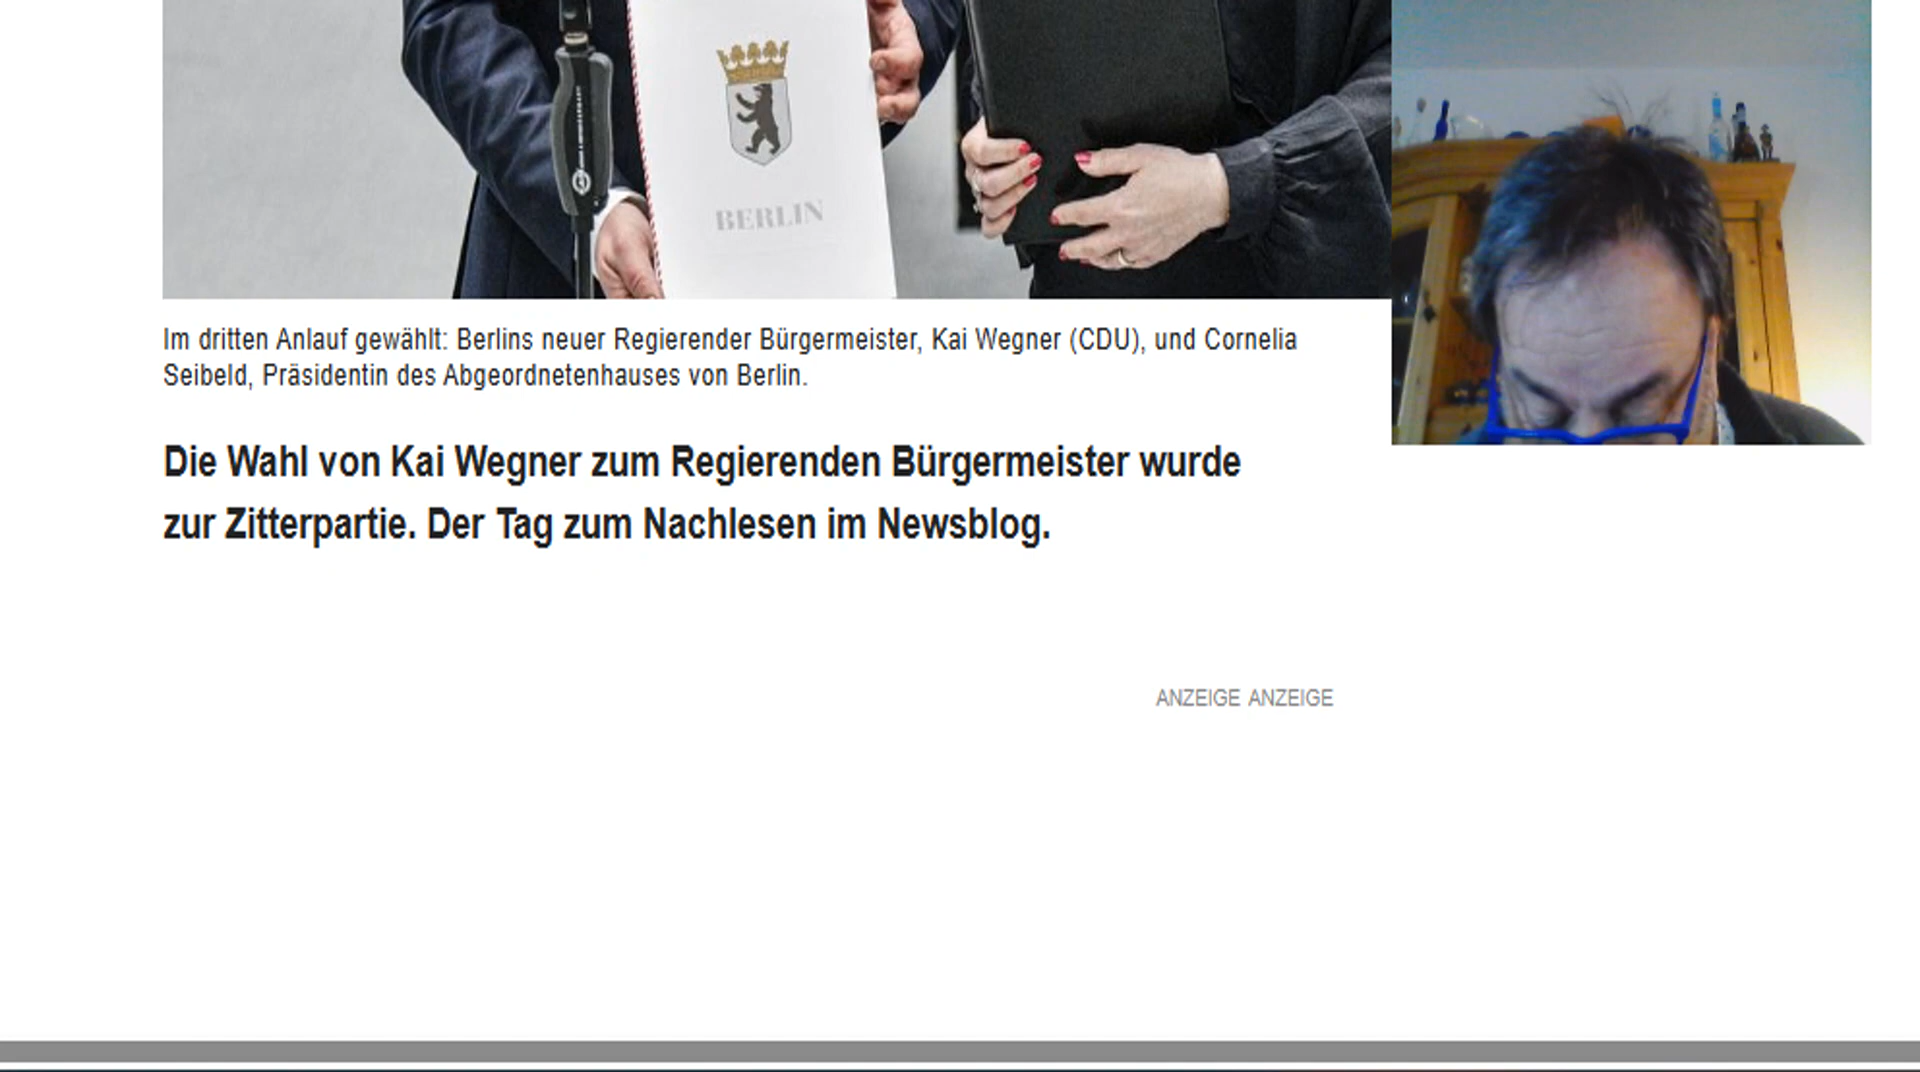 BERLIN
Im dritten Anlauf gewählt: Berlins neuer Regierender Bürgermeister, Kai Wegner (CDU), und Cornelia
Seibeld, Präsidentin des Abgeordnetenhauses von Berlin.
Die Wahl von Kai Wegner zum Regierenden Bürgermeister wurde
zur Zitterpartie. Der Tag zum Nachlesen im Newsblog.
ANZEIGE ANZEIGE